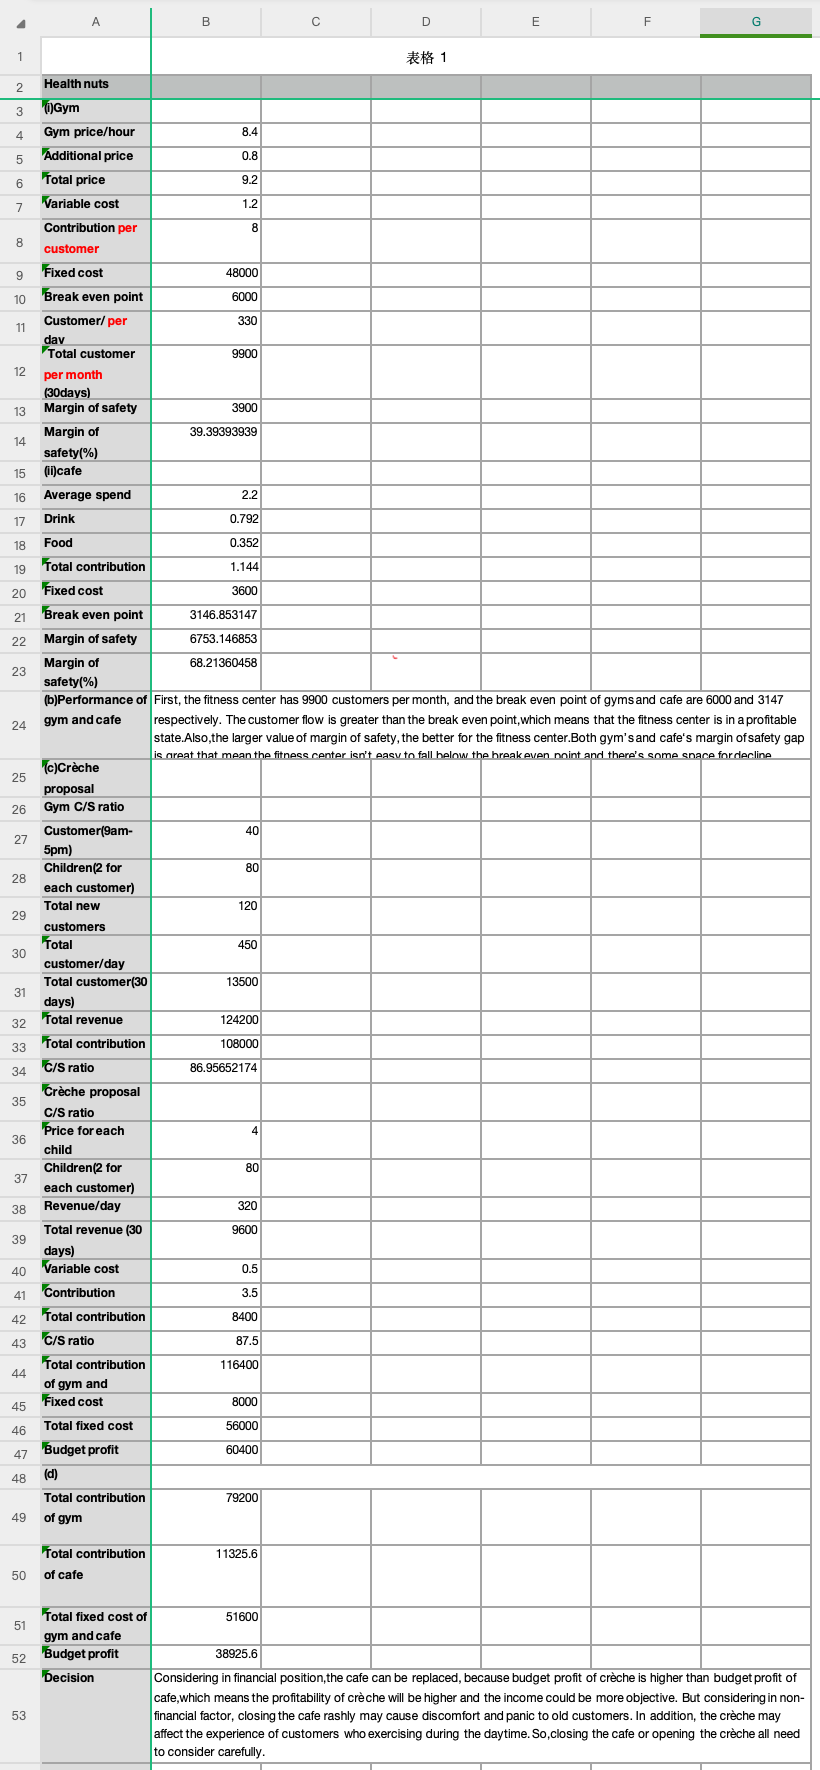 A B C D E F G
1 表格 1
2 Health nuts
3 (i)Gym
4 Gym price/hour 8.4
5 Additional price 0.8
6 Total price 9.2
7 Variable cost 1.2
8 Contribution per 8
customer
9 Fixed cost 48000
10 Break even point 6000
11 Customer/ per 330
day
12 Total customer 9900
per month
(30days)
13 Margin of safety 3900
14 Margin of 39.39393939
safety(%)
15 (ii)cafe
16 Average spend 2.2
17 Drink 0.792
18 Food 0.352
19 Total contribution 1.144
20 Fixed cost 3600
21 Break even point 3146.853147
22 Margin of safety 6753.146853
23 Margin of 68.21360458
safety(%)
24 (b)Performance of First, the fitness center has 9900 customers per month, and the break even point of gyms and cafe are 6000 and 3147
gym and cafe respectively. The customer flow is greater than the break even point,which means that the fitness center is in a profitable
state.Also,the larger value of margin of safety, the better for the fitness center.Both gym's and cafe's margin of safety gap
is great that mean the fitness center isn't easy to fall below the break even point and there's some space for decline
25 (c)Crèche
proposal
26 Gym C/S ratio
27 Customer(9am- 40
5pm)
28 Children(2 for 80
each customer)
29 Total new 120
customers
30 Total 450
customer/day
31 Total customer(30 13500
days)
32 Total revenue 124200
33 Total contribution 108000
34 C/S ratio 86.95652174
35 Crèche proposal
C/S ratio
36 Price for each 4
child
37 Children(2 for 80
each customer)
38 Revenue/day 320
39 Total revenue (30 9600
days)
40 Variable cost 0.5
41 Contribution 3.5
42 Total contribution 8400
43 C/S ratio 87.5
44 Total contribution 116400
of gym and
45 Fixed cost 8000
46 Total fixed cost 56000
47 Budget profit 60400
48 (d)
49 Total contribution 79200
of gym
50 Total contribution 11325.6
of cafe
51 Total fixed cost of 51600
gym and cafe
52 Budget profit 38925.6
53 Decision Considering in financial position,the cafe can be replaced, because budget profit of crèche is higher than budget profit of
cafe,which means the profitability of crèche will be higher and the income could be more objective. But considering in non-
financial factor, closing the cafe rashly may cause discomfort and panic to old customers. In addition, the crèche may
affect the experience of customers who exercising during the daytime. So,closing the cafe or opening the crèche all need
to consider carefully.